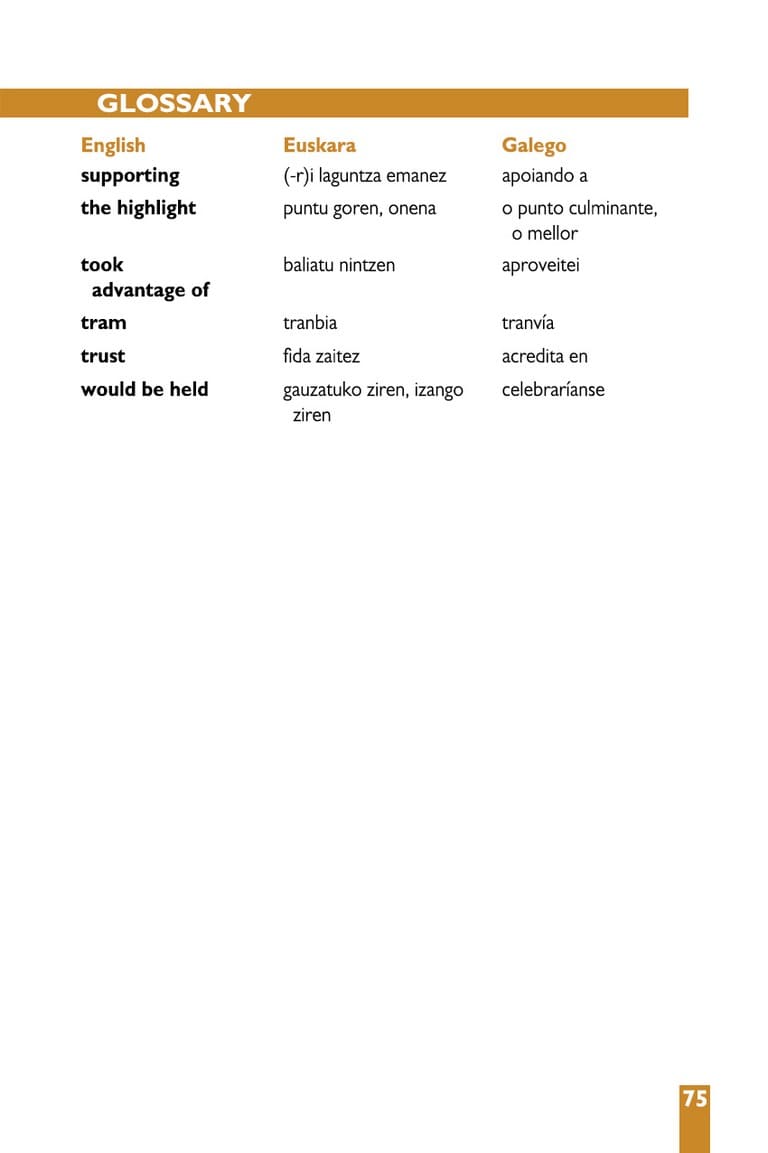 GLOSSARY
English Euskara Galego
supporting (-r)i laguntza emanez apoiando a
the highlight puntu goren, onena o punto culminante,
o mellor
took baliatu nintzen aproveitei
advantage of
tram tranbia tranvía
trust fida zaitez acredita en
would be held gauzatuko ziren, izango celebraríanse
ziren
75